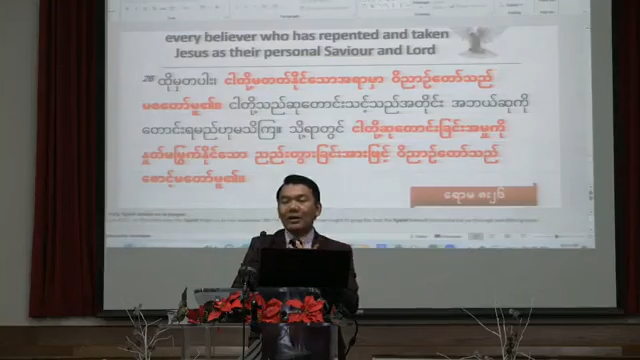 every believer who has repented and taken
Jesus as their personal Saviour and Lord
26 ထိုမှတပါး၊ ငါတို့မတတ်နိုင်သောအရာမှာ ဝိညာဉ်တော်သည်
မစတော်မူ၏။ ငါတို့သည်ဆုတောင်းသင့်သည်အတိုင်း အဘယ်ဆုကို
တောင်းရမည်ဟုမသိကြ။ သို့ရာတွင် ငါတို့ဆုတောင်းခြင်းအမှုကို
နှုတ်မမြွက်နိုင်သော ညည်းတွားခြင်းအားဖြင့် ဝိညာဉ်တော်သည်
စောင့်မတော်မူ၏။
ရောမ ၈း၂၆